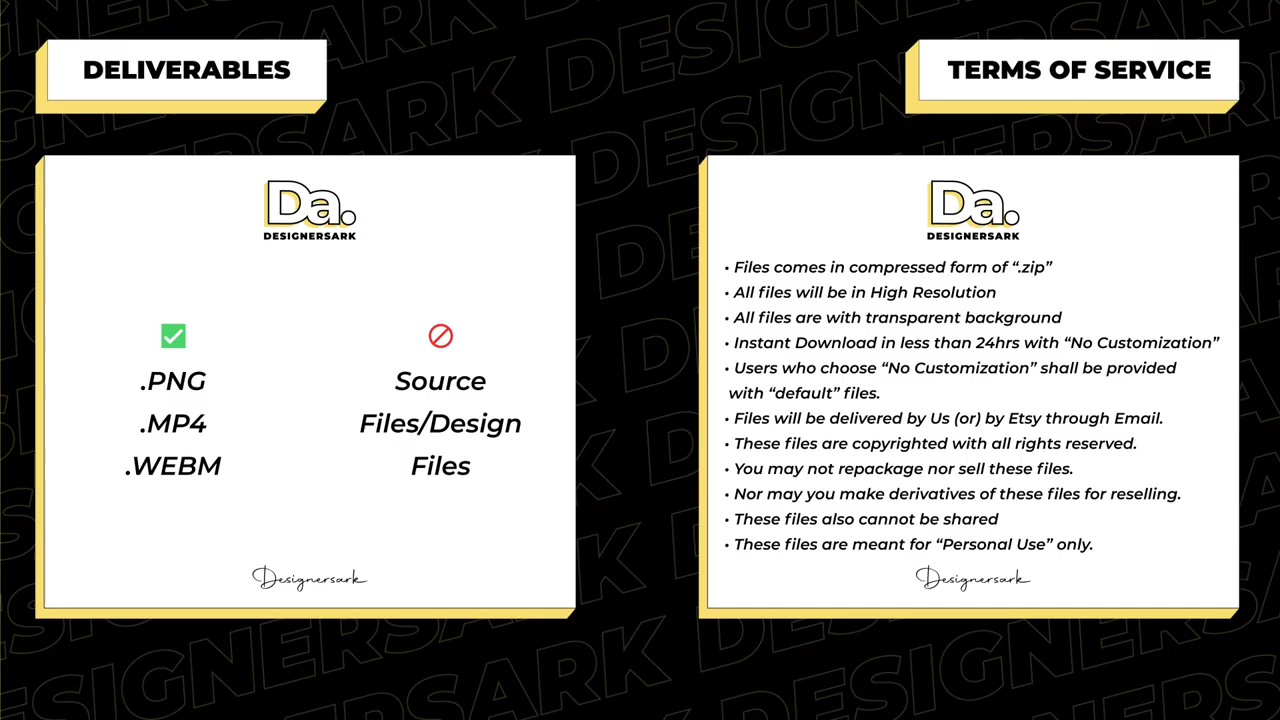 DELIVERABLES
Da.
DESIGNERSARK
✅
🚫
.PNG
.MP4
.WEBM
Source
Files/Design
Files
Designersark
TERMS OF SERVICE
Da.
DESIGNERSARK
• Files comes in compressed form of “.zip”
• All files will be in High Resolution
• All files are with transparent background
• Instant Download in less than 24hrs with “No Customization”
• Users who choose “No Customization” shall be provided
with “default” files.
• Files will be delivered by Us (or) by Etsy through Email.
• These files are copyrighted with all rights reserved.
• You may not repackage nor sell these files.
• Nor may you make derivatives of these files for reselling.
• These files also cannot be shared
• These files are meant for “Personal Use” only.
Designersark